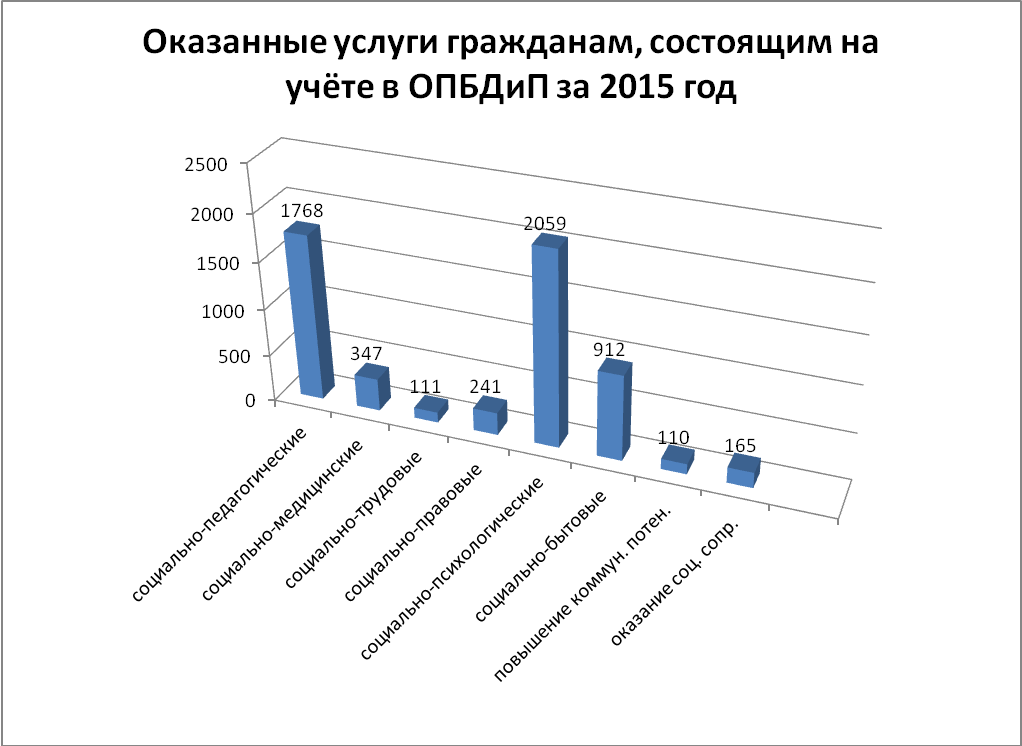 Оказанные услуги гражданам, состоящим на
учёте в ОПБДиП за 2015 год
2500
2000
1500
1000
500
0
1768
347
111
241
2059
912
110
165
социально-педагогические
социально-медицинские
социально-трудовые
социально-правовые
социально-психологические
социально-бытовые
повышение коммун. потен.
оказание соц. сопр.